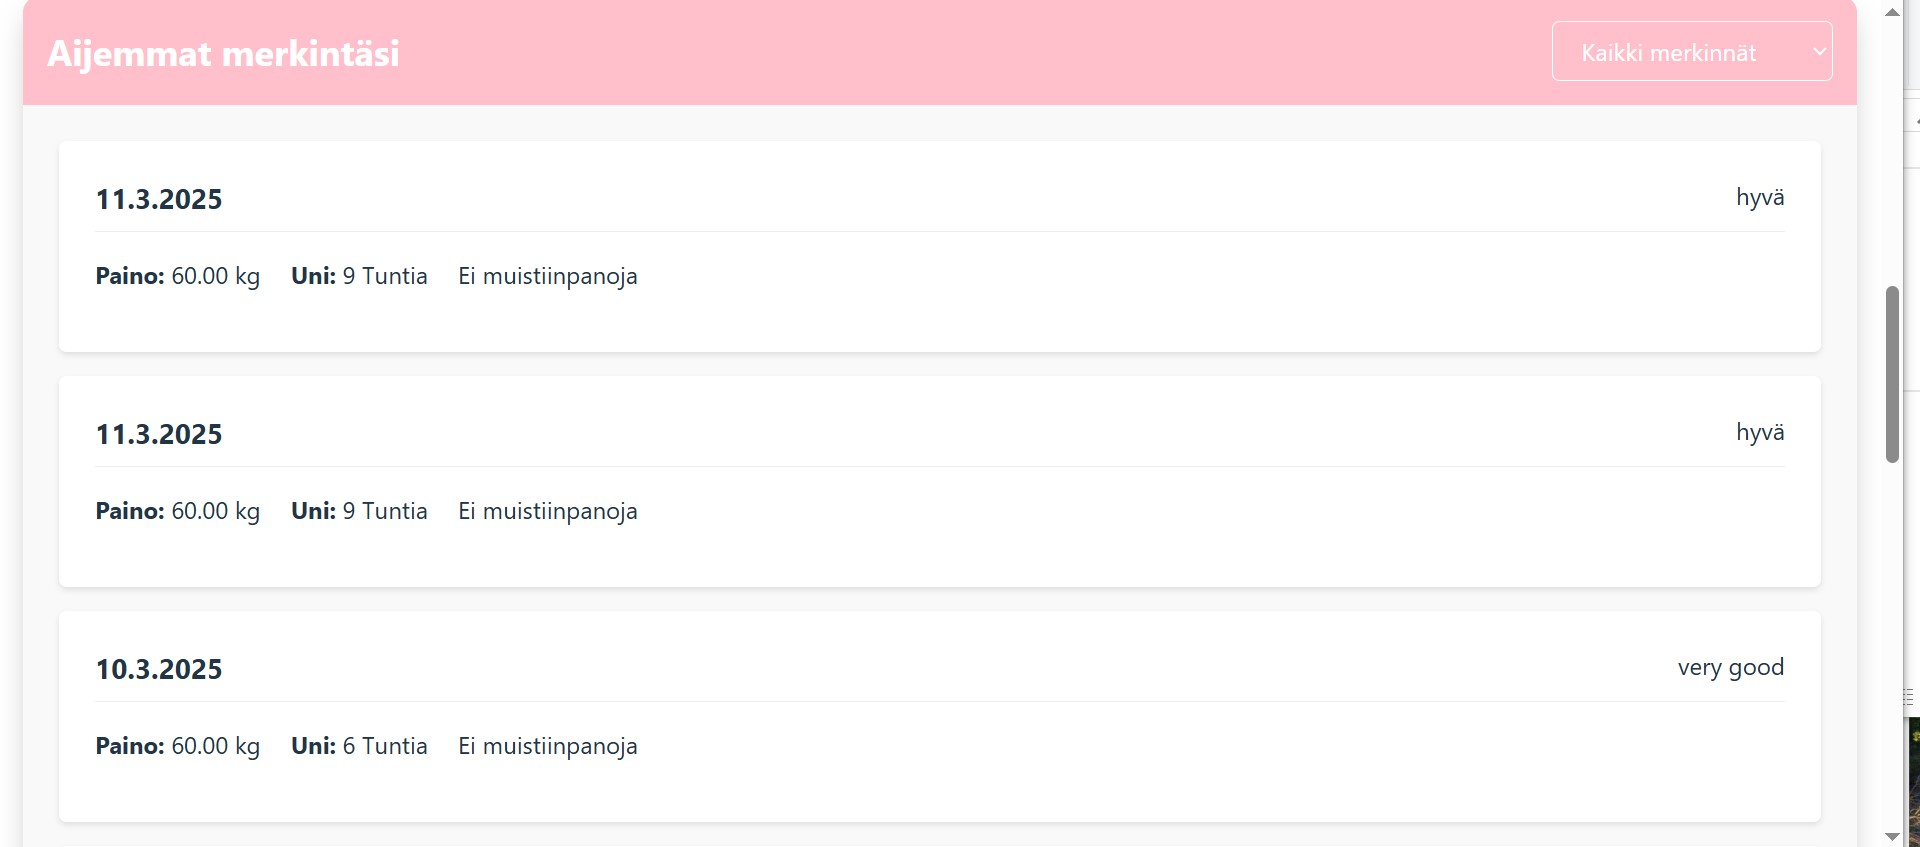 Aijemmat merkintäsi
Kaikki merkinnät
11.3.2025
hyvä
Paino: 60.00 kg Uni: 9 Tuntia Ei muistiinpanoja
11.3.2025
hyvä
Paino: 60.00 kg Uni: 9 Tuntia Ei muistiinpanoja
10.3.2025
very good
Paino: 60.00 kg Uni: 6 Tuntia Ei muistiinpanoja